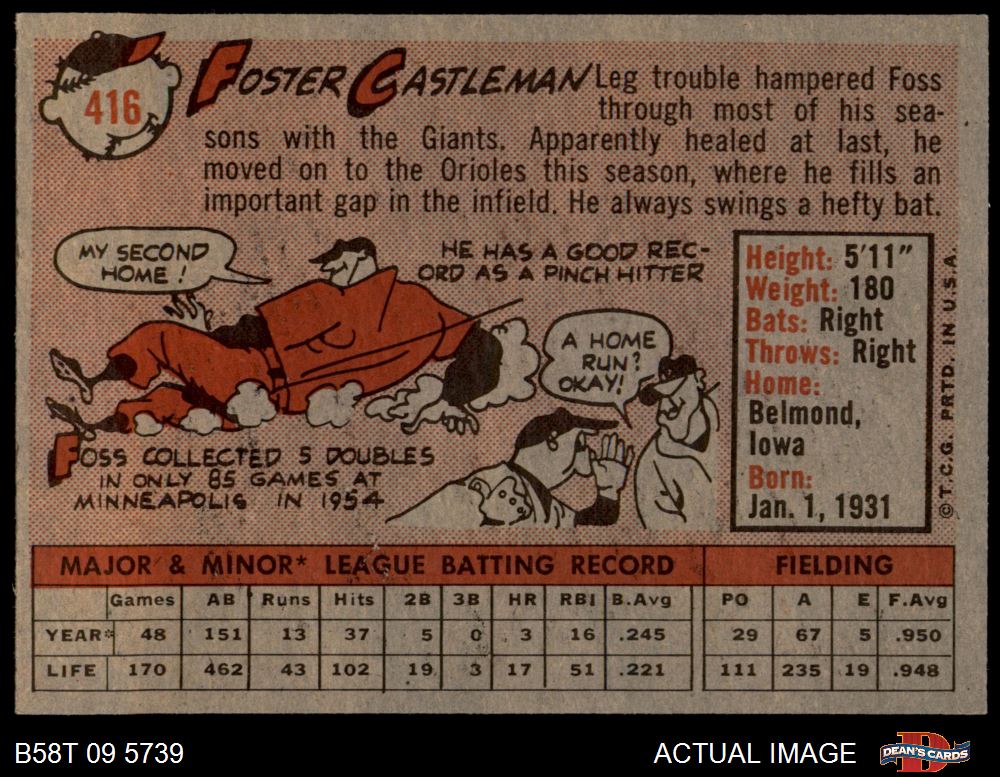 416
FOSTER CASTLEMAN Leg trouble hampered Foss
through most of his sea-
sons with the Giants. Apparently healed at last, he
moved on to the Orioles this season, where he fills an
important gap in the infield. He always swings a hefty bat.
MY SECOND
HOME!
HE HAS A GOOD REC-
ORD AS A PINCH HITTER
A HOME
RUN?
OKAY!
FOSS COLLECTED 5 DOUBLES
IN ONLY 85 GAMES AT
MINNEAPOLIS IN 1954
Height: 5'11"
Weight: 180
Bats: Right
Throws: Right
Home:
Belmond,
Iowa
Born:
Jan. 1, 1931
©T.C.G. PRTD. IN U.S.A.
MAJOR & MINOR* LEAGUE BATTING RECORD FIELDING
Games AB Runs Hits 2B 3B HR RBI B.Avg PO A E F.Avg
YEAR* 48 151 13 37 5 0 3 16 .245 29 67 5 .950
LIFE 170 462 43 102 19 3 17 51 .221 111 235 19 .948
B58T 09 5739 ACTUAL IMAGE DEAN'S CARDS